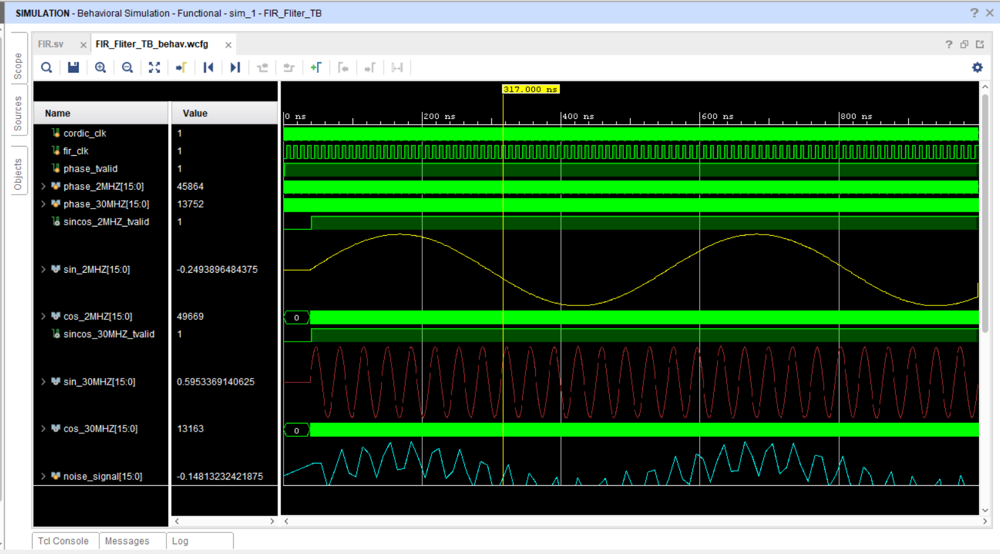 SIMULATION - Behavioral Simulation - Functional - sim_1 - FIR_Fliter_TB
Scope
Sources
Objects
FIR.sv
FIR_Fliter_TB_behav.wcfg
317.000 ns
Name Value
0 ns 200 ns 400 ns 600 ns 800 ns
cordic_clk 1
fir_clk 1
phase_tvalid 1
phase_2MHZ[15:0] 45864
phase_30MHZ[15:0] 13752
sincos_2MHZ_tvalid 1
sin_2MHZ[15:0] -0.2493896484375
cos_2MHZ[15:0] 49669 0
sincos_30MHZ_tvalid 1
sin_30MHZ[15:0] 0.5953369140625
cos_30MHZ[15:0] 13163 0
noise_signal[15:0] -0.14813232421875
Tcl Console Messages Log